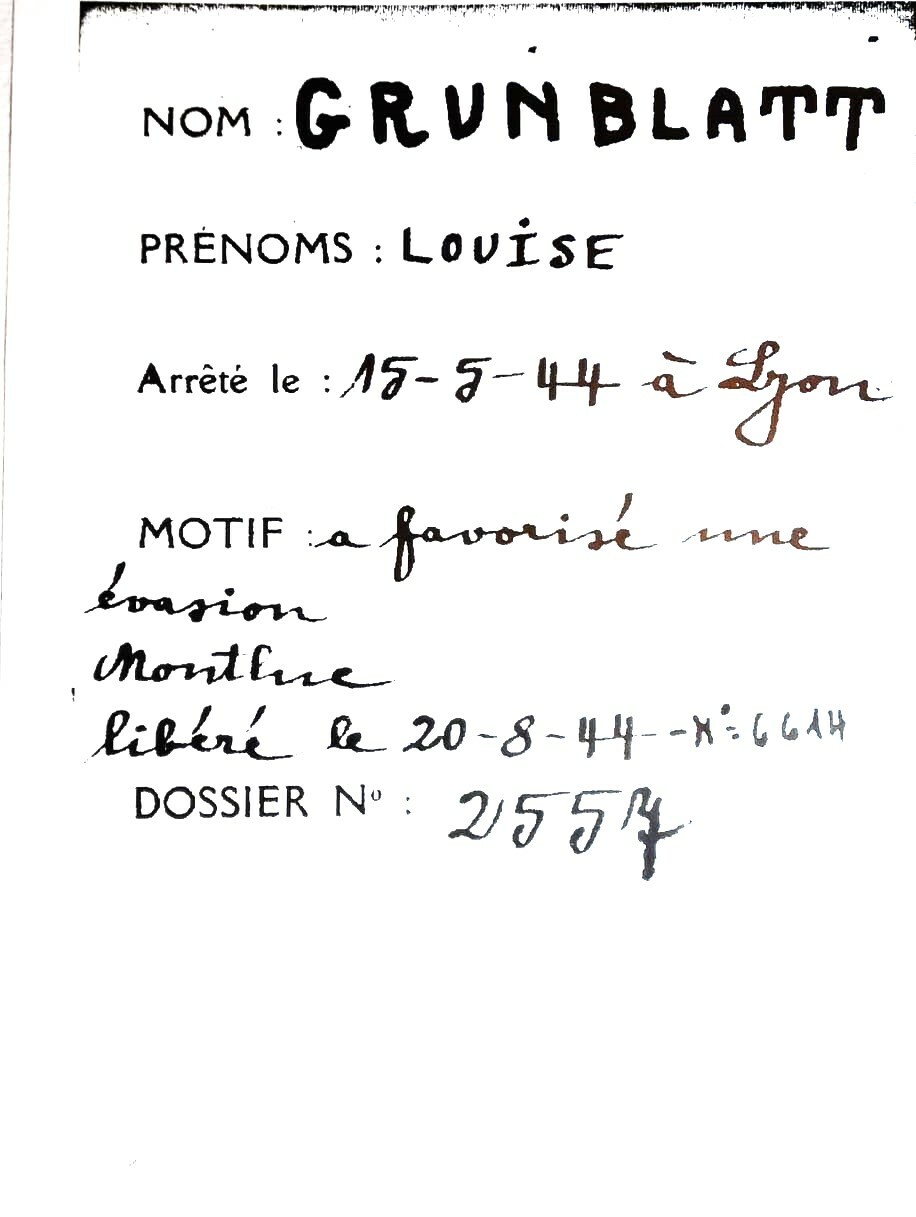 NOM : GRUNBLATT
PRÉNOMS : LOUISE
Arrêté le : 15-5-44 à Lyon
MOTIF : a favorisé une
évasion
Montluc
libéré le 20-8-44 - N°: 6614
DOSSIER Nº : 2557